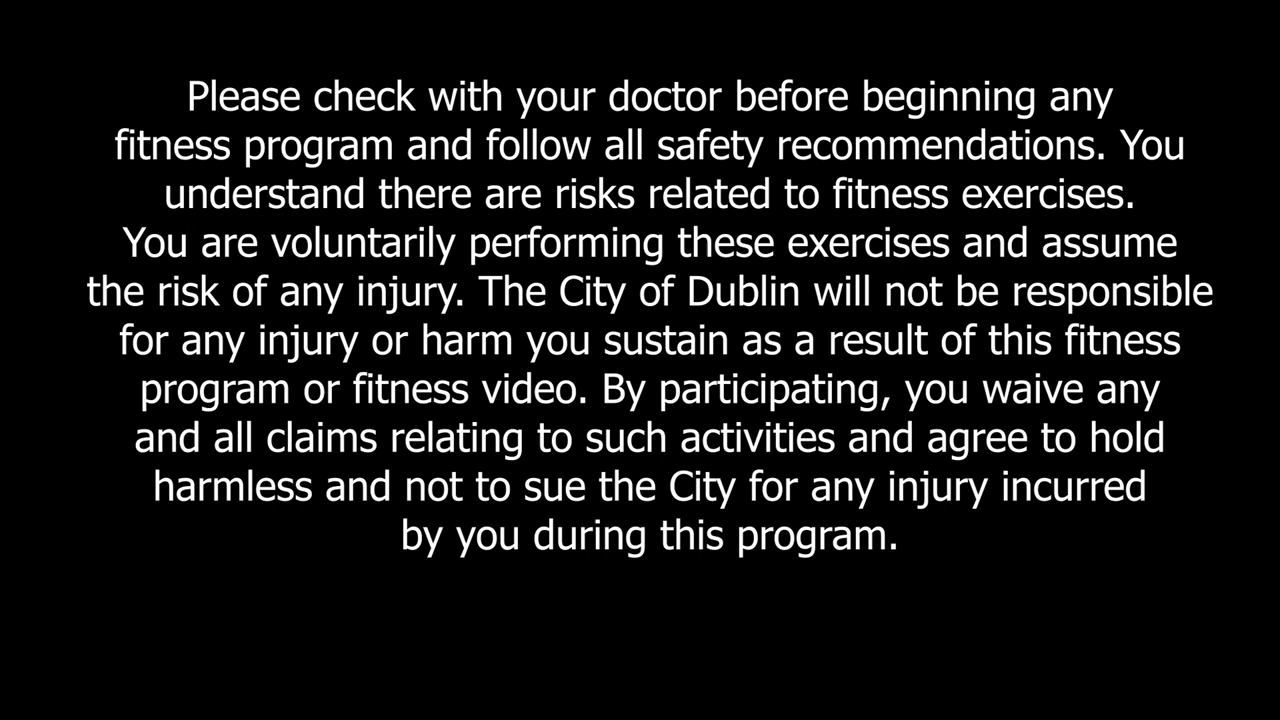 Please check with your doctor before beginning any
fitness program and follow all safety recommendations. You
understand there are risks related to fitness exercises.
You are voluntarily performing these exercises and assume
the risk of any injury. The City of Dublin will not be responsible
for any injury or harm you sustain as a result of this fitness
program or fitness video. By participating, you waive any
and all claims relating to such activities and agree to hold
harmless and not to sue the City for any injury incurred
by you during this program.